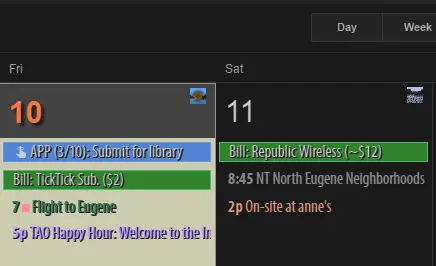 Day
Week
Fri
Sat
10
11
APP (3/10): Submit for library
Bill: TickTick Sub. ($2)
7 Flight to Eugene
5p TAO Happy Hour: Welcome to the In
Bill: Republic Wireless (~$12)
8:45 NT North Eugene Neighborhoods
2p On-site at anne's